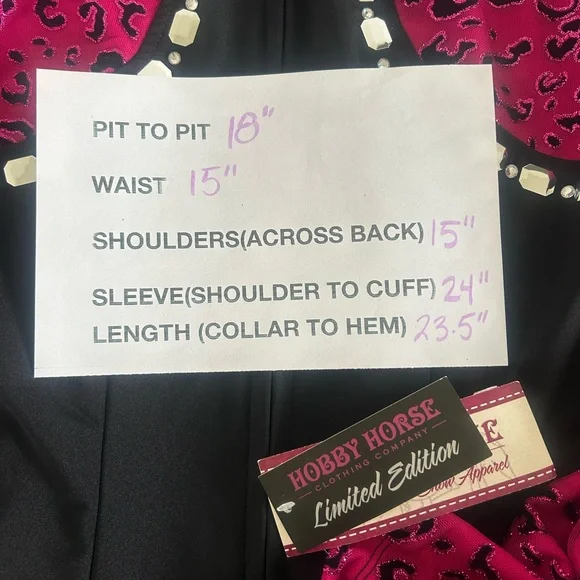 PIT TO PIT 18"
WAIST 15"
SHOULDERS(ACROSS BACK) 15"
SLEEVE(SHOULDER TO CUFF) 24"
LENGTH (COLLAR TO HEM) 23.5"
HOBBY HORSE
CLOTHING COMPANY
Limited Edition
RSE
Show Apparel